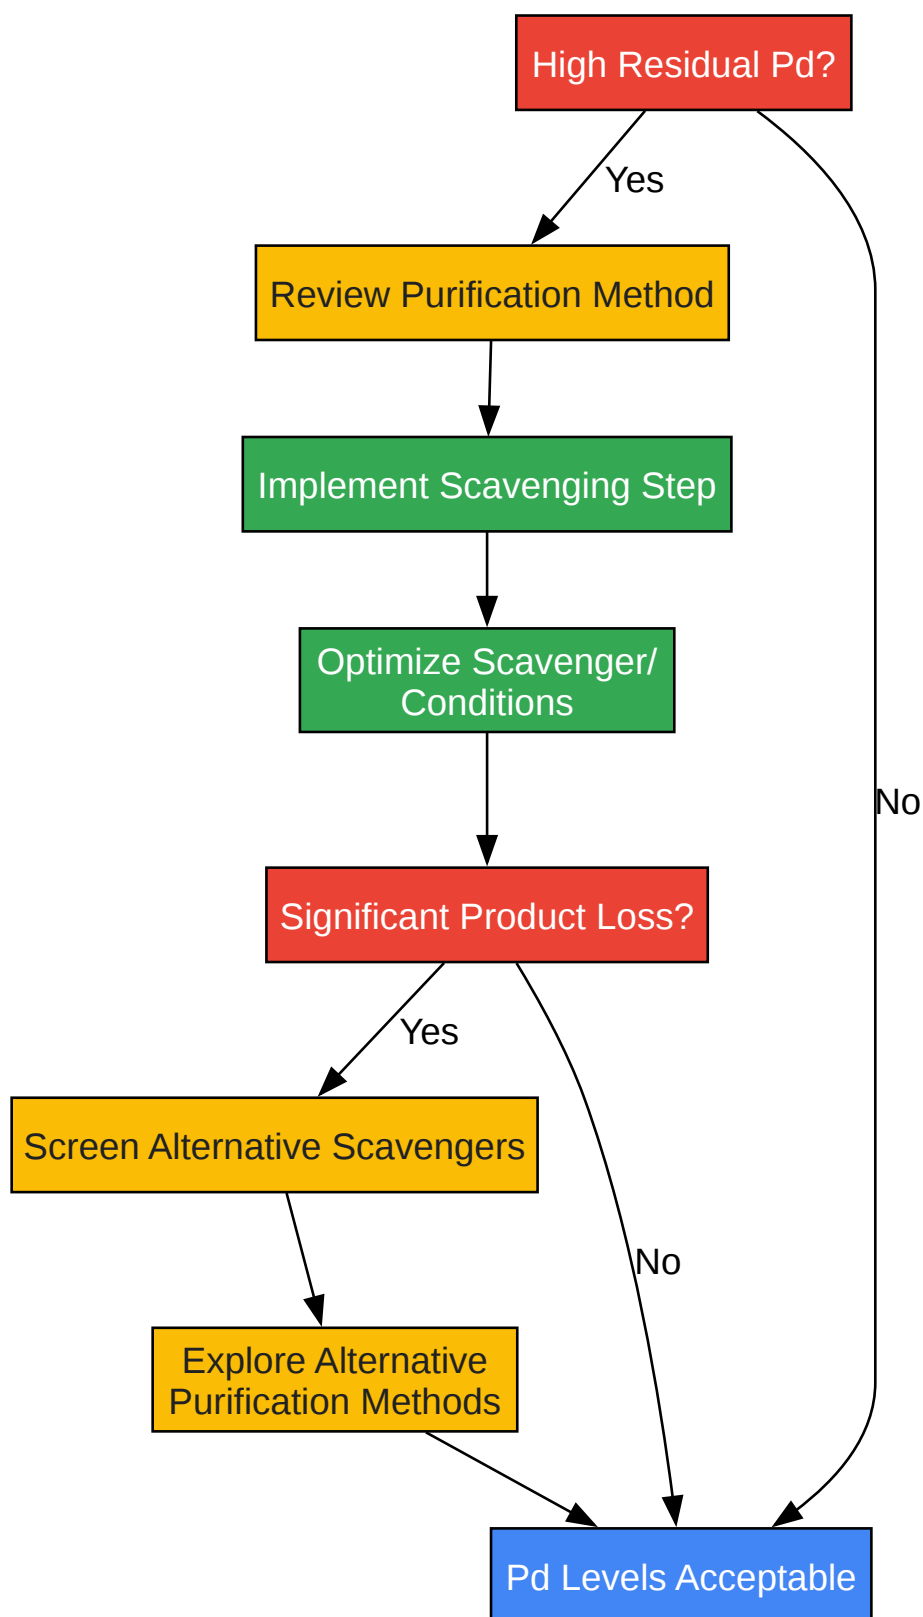 High Residual Pd?
Yes
Review Purification Method
Implement Scavenging Step
Optimize Scavenger/
Conditions
No
Significant Product Loss?
Yes
Screen Alternative Scavengers
No
Explore Alternative
Purification Methods
Pd Levels Acceptable